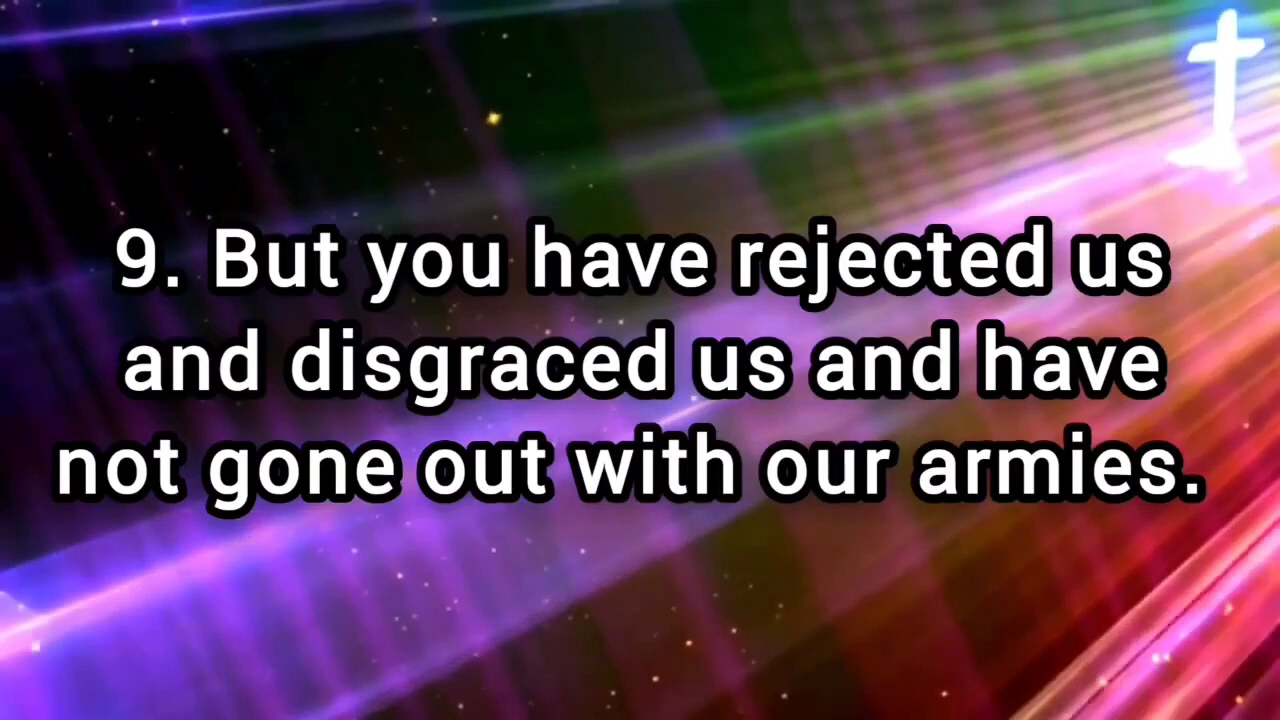 9. But you have rejected us
and disgraced us and have
not gone out with our armies.